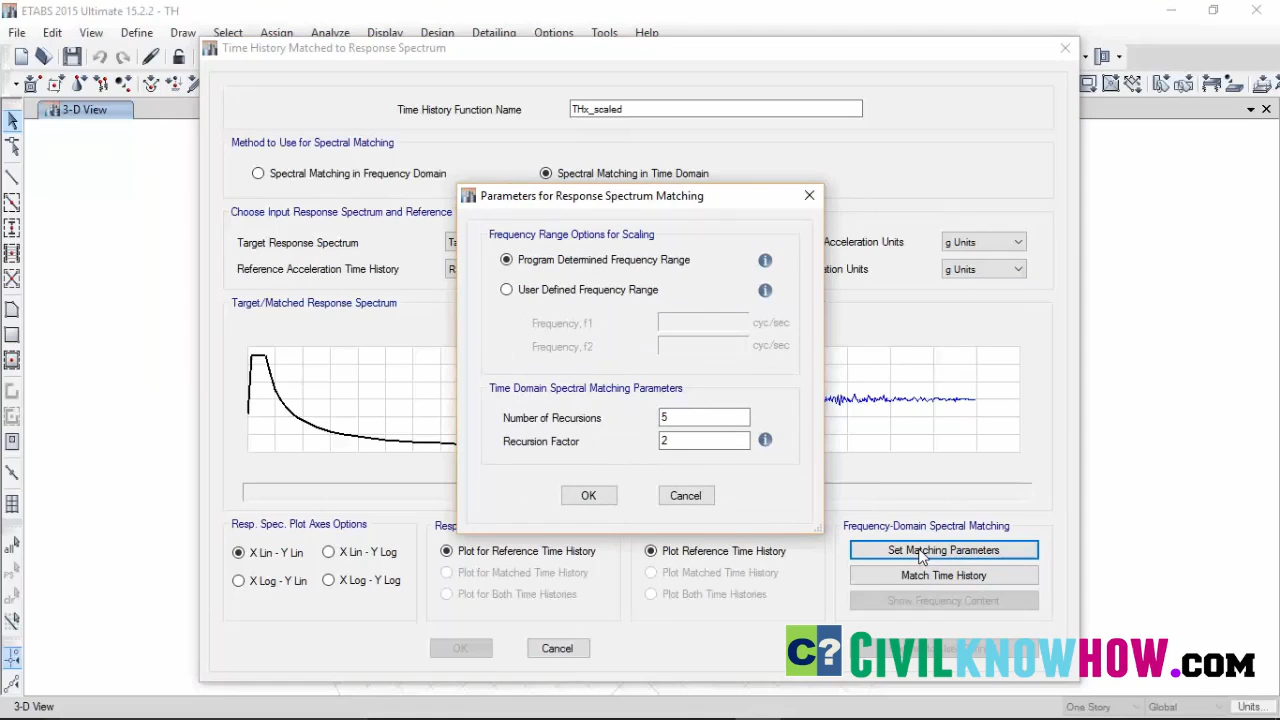 ETABS 2015 Ultimate 15.2.2 - TH
File Edit View Define Draw Select Assign Analyze Display Design Detailing Options Tools Help
Time History Matched to Response Spectrum
3-D View
Time History Function Name THx_scaled
Method to Use for Spectral Matching
Spectral Matching in Frequency Domain Spectral Matching in Time Domain
Parameters for Response Spectrum Matching
Choose Input Response Spectrum and Reference
Target Response Spectrum Acceleration Units g Units
Reference Acceleration Time History Units g Units
Frequency Range Options for Scaling
Program Determined Frequency Range
User Defined Frequency Range
Frequency, f1 cyc/sec
Frequency, f2 cyc/sec
Target/Matched Response Spectrum
Time Domain Spectral Matching Parameters
Number of Recursions 5
Recursion Factor 2
OK Cancel
Resp. Spec. Plot Axes Options
X Lin - Y Lin X Lin - Y Log
X Log - Y Lin X Log - Y Log
Plot for Reference Time History
Plot for Matched Time History
Plot for Both Time Histories
Plot Reference Time History
Plot Matched Time History
Plot Both Time Histories
Frequency-Domain Spectral Matching
Set Matching Parameters
Match Time History
Show Frequency Content
OK Cancel
C? CIVILKNOWHOW.COM
3-D View One Story Global Units...